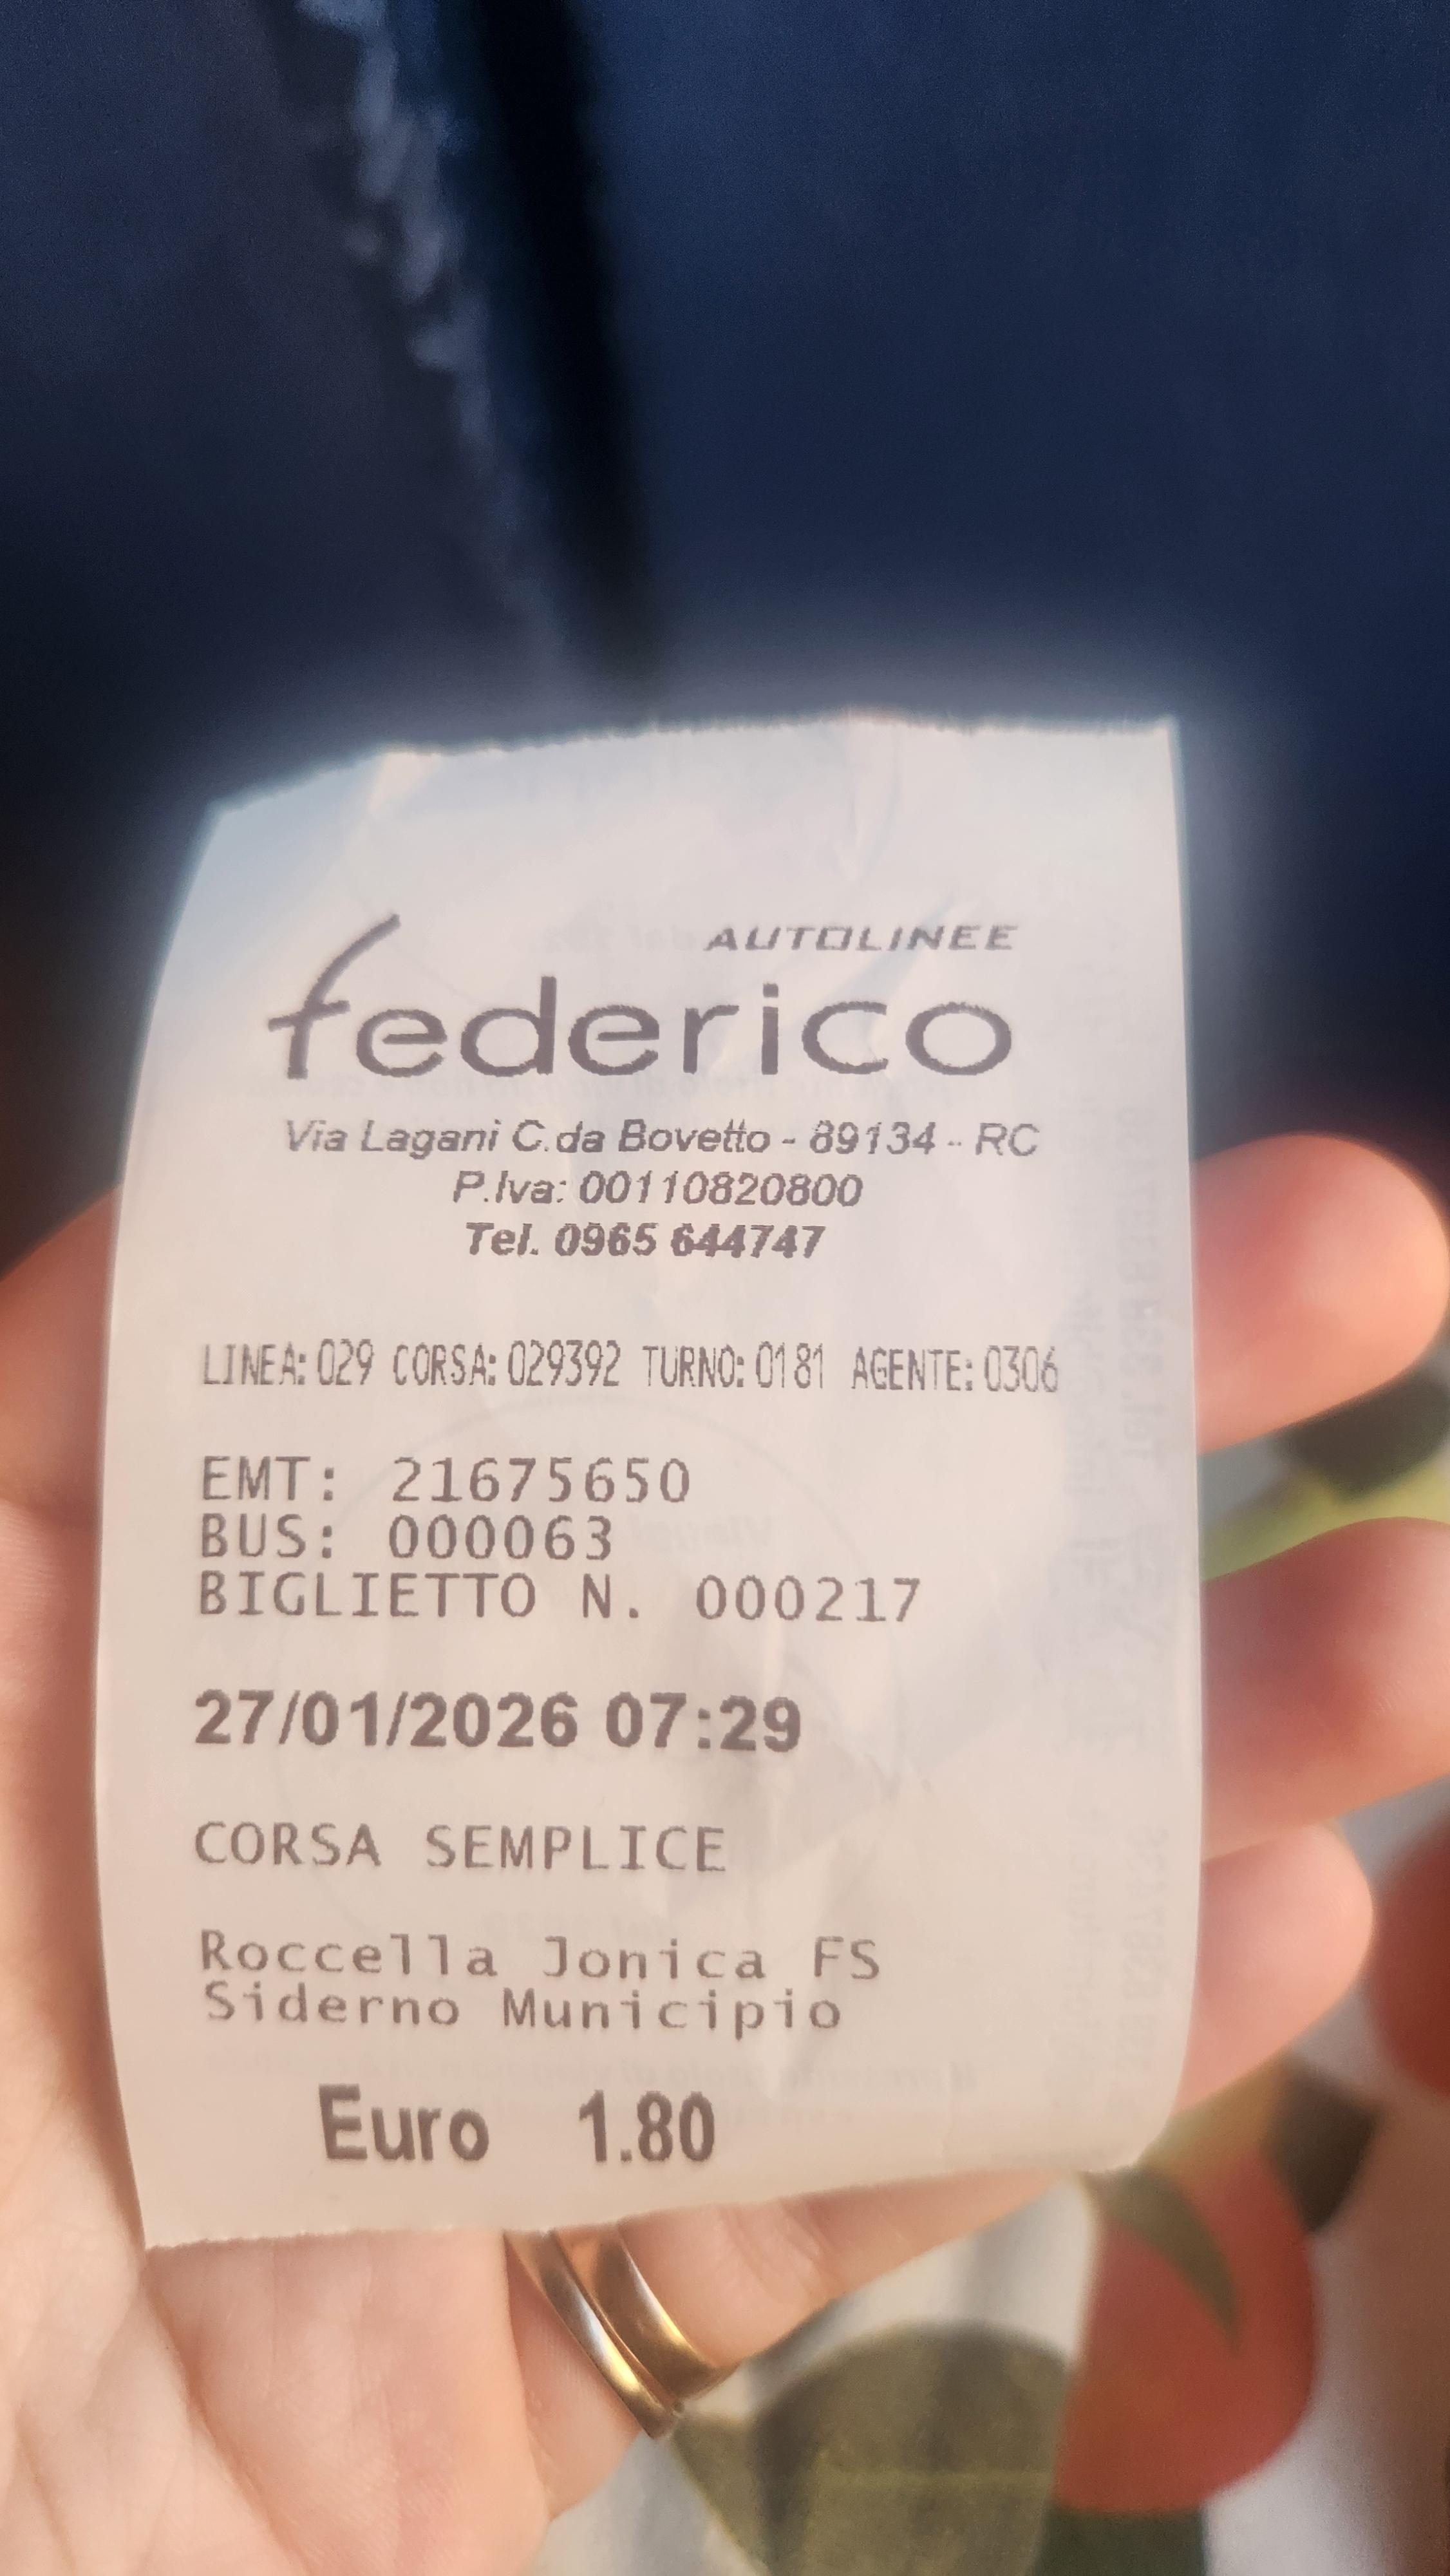 AUTOLINEE
federico
Via Lagani C.da Bovetto - 89134 - RC
P.Iva: 00110820800
Tel. 0965 644747
LINEA: 029 CORSA: 029392 TURNO: 0181 AGENTE: 0306
EMT: 21675650
BUS: 000063
BIGLIETTO N. 000217
27/01/2026 07:29
CORSA SEMPLICE
Roccella Jonica FS
Siderno Municipio
Euro 1.80